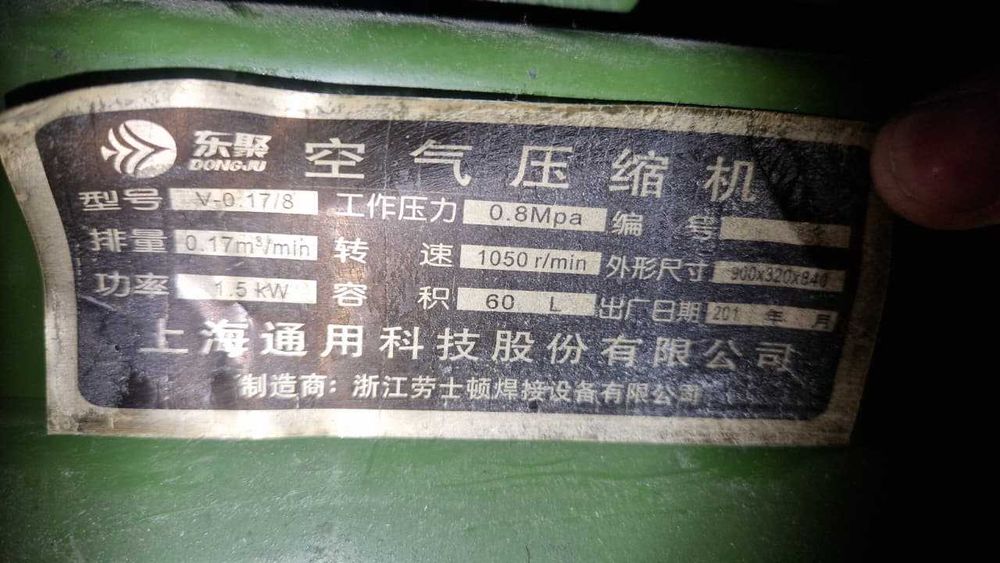 东聚 空气压缩机
DONGJU
型号 V-0.17/8 工作压力 0.8Mpa 编号
排量 0.17m³/min 转速 1050 r/min 外形尺寸 900x320x840
功率 1.5 kW 容积 60 L 出厂日期 201 年 月
上海通用科技股份有限公司
制造商：浙江劳士顿焊接设备有限公司